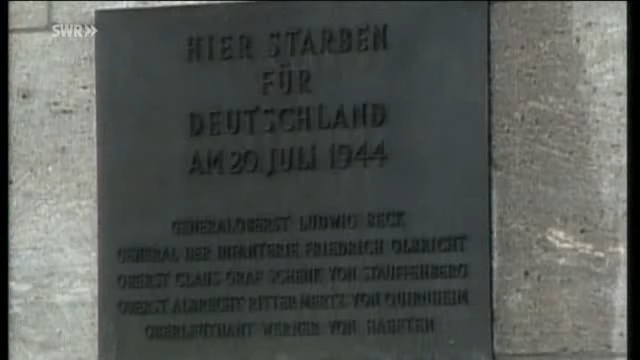 SWR»
HIER STARBEN
FÜR
DEUTSCHLAND
AM 20. JULI 1944
GENERALOBERST LUDWIG BECK
GENERAL DER INFANTERIE FRIEDRICH OLBRICHT
OBERST CLAUS GRAF SCHENK VON STAUFFENBERG
OBERST ALBRECHT RITTER MERTZ VON QUIRNHEIM
OBERLEUTNANT WERNER VON HAEFTEN